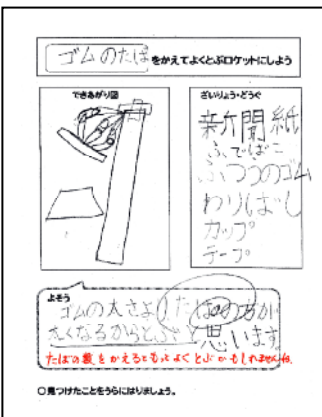 ゴムのたばをかえてよくとぶロケットにしよう
できあがり図
ざいりょう・どうぐ
新聞紙
ふでばこ
ふつうのゴム
わりばし
カップ
テープ
よそう
ゴムの太さよりたばの方が
大くなるからとぶと思います。
たばの数をかえるともっとよくとぶかもしれませんね。
○見つけたことをうらにはりましょう。